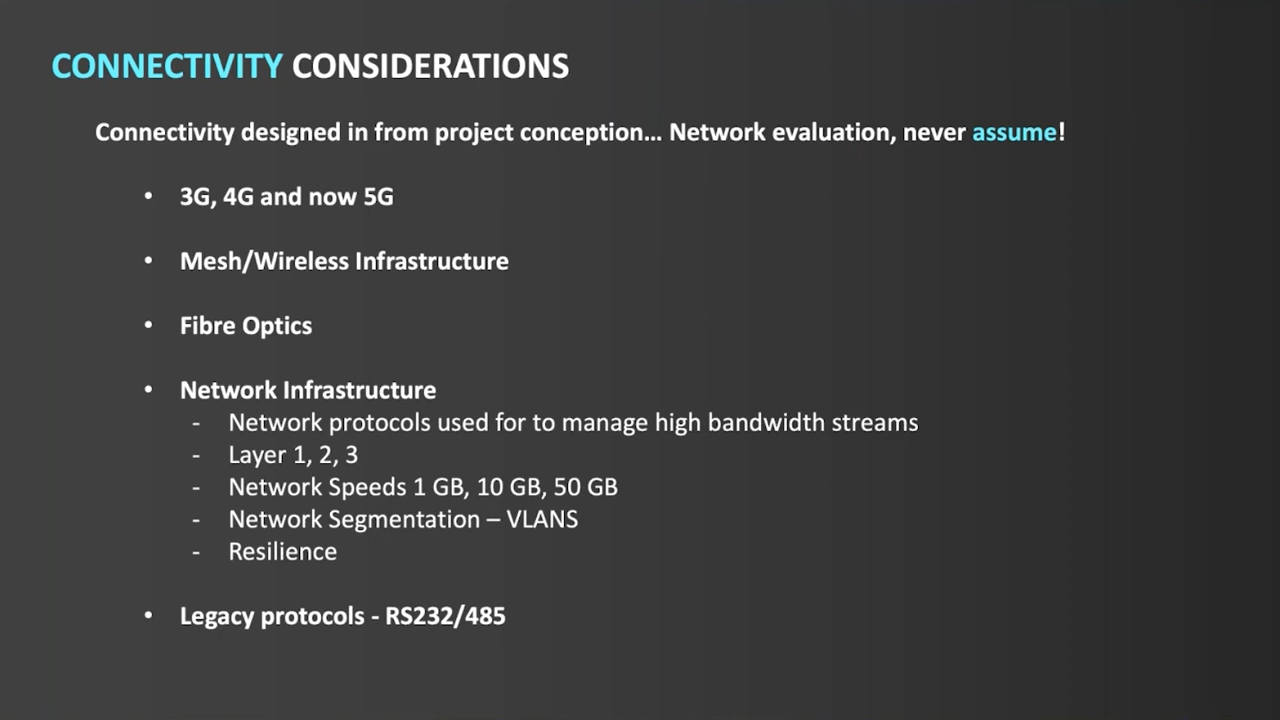 CONNECTIVITY CONSIDERATIONS
Connectivity designed in from project conception... Network evaluation, never assume!
• 3G, 4G and now 5G
• Mesh/Wireless Infrastructure
• Fibre Optics
• Network Infrastructure
- Network protocols used for to manage high bandwidth streams
- Layer 1, 2, 3
- Network Speeds 1 GB, 10 GB, 50 GB
- Network Segmentation – VLANS
- Resilience
• Legacy protocols - RS232/485